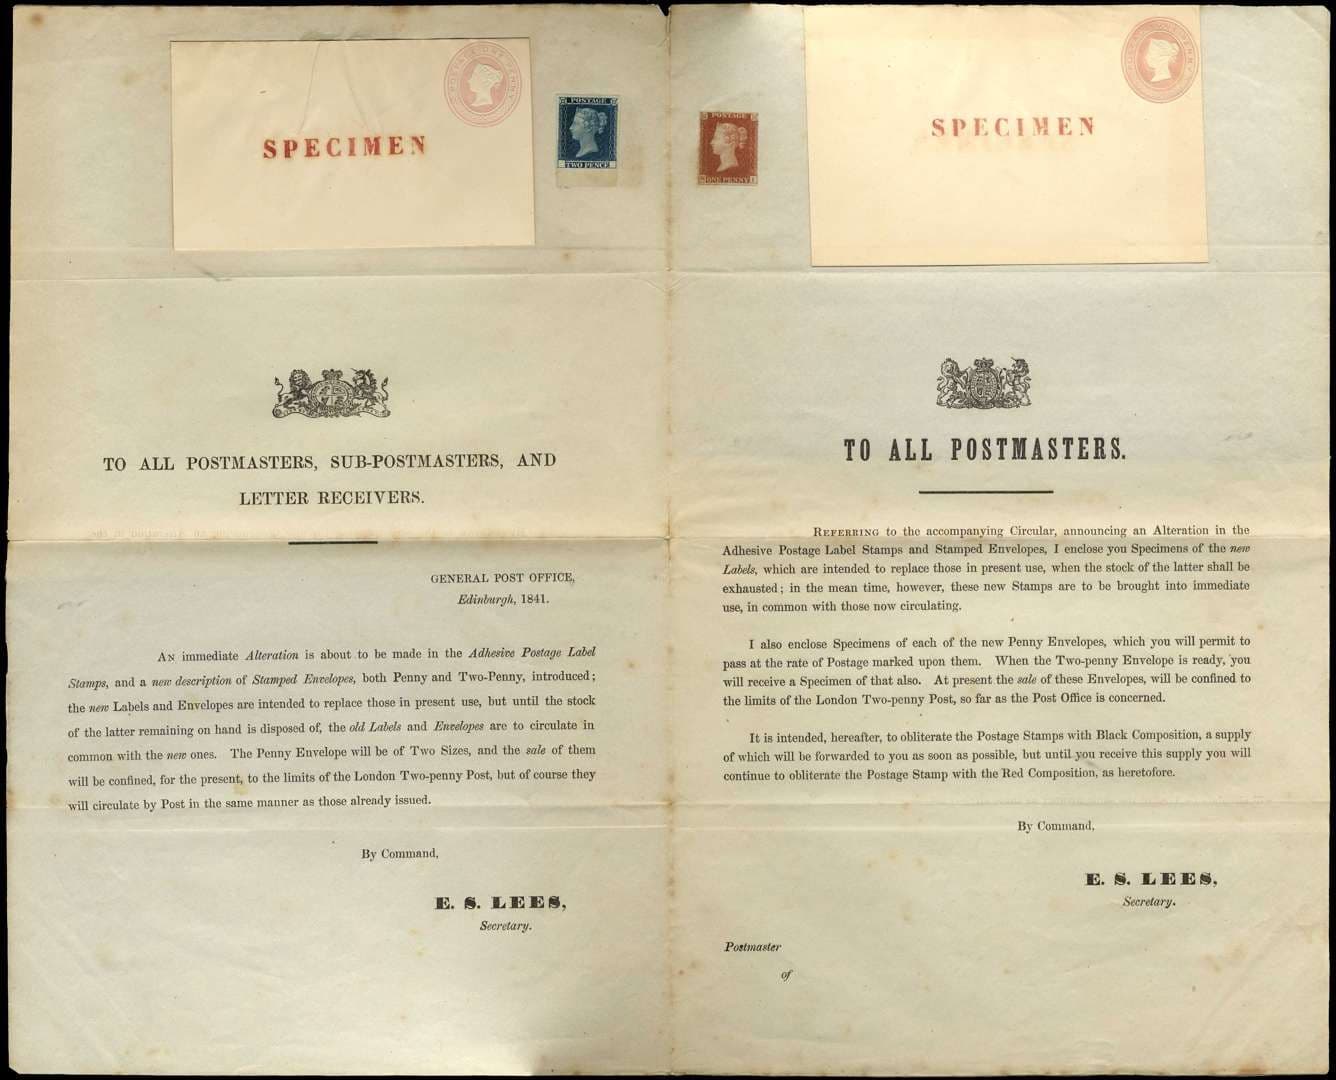 POSTAGE ONE PENNY
SPECIMEN
POSTAGE
TWO PENCE
POSTAGE
ONE PENNY
POSTAGE ONE PENNY
SPECIMEN
TO ALL POSTMASTERS, SUB-POSTMASTERS, AND
LETTER RECEIVERS.
GENERAL POST OFFICE,
Edinburgh, 1841.
AN immediate Alteration is about to be made in the Adhesive Postage Label
Stamps, and a new description of Stamped Envelopes, both Penny and Two-Penny, introduced;
the new Labels and Envelopes are intended to replace those in present use, but until the stock
of the latter remaining on hand is disposed of, the old Labels and Envelopes are to circulate in
common with the new ones. The Penny Envelope will be of Two Sizes, and the sale of them
will be confined, for the present, to the limits of the London Two-penny Post, but of course they
will circulate by Post in the same manner as those already issued.
By Command,
E. S. LEES,
Secretary.
TO ALL POSTMASTERS.
REFERRING to the accompanying Circular, announcing an Alteration in the
Adhesive Postage Label Stamps and Stamped Envelopes, I enclose you Specimens of the new
Labels, which are intended to replace those in present use, when the stock of the latter shall be
exhausted; in the mean time, however, these new Stamps are to be brought into immediate
use, in common with those now circulating.
I also enclose Specimens of each of the new Penny Envelopes, which you will permit to
pass at the rate of Postage marked upon them. When the Two-penny Envelope is ready, you
will receive a Specimen of that also. At present the sale of these Envelopes, will be confined to
the limits of the London Two-penny Post, so far as the Post Office is concerned.
It is intended, hereafter, to obliterate the Postage Stamps with Black Composition, a supply
of which will be forwarded to you as soon as possible, but until you receive this supply you will
continue to obliterate the Postage Stamp with the Red Composition, as heretofore.
By Command,
E. S. LEES,
Secretary.
Postmaster
of